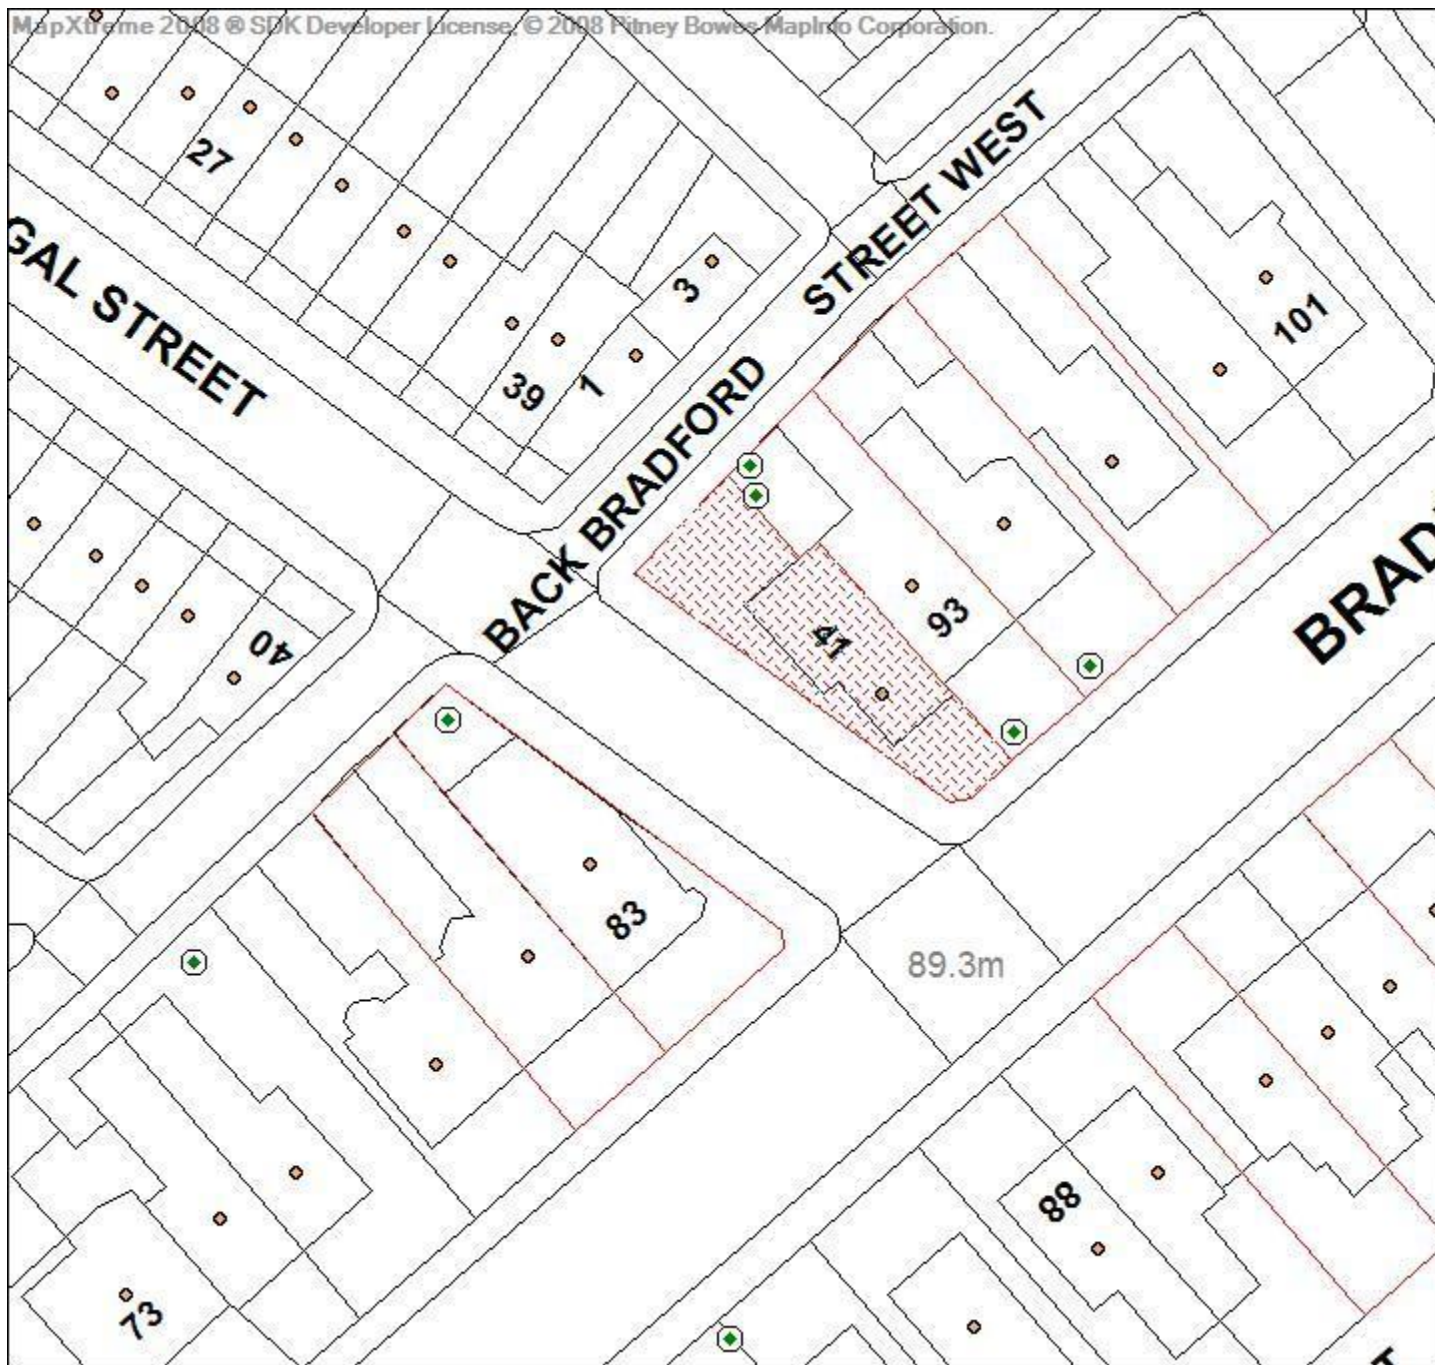 MapXtreme 2008 ® SDK Developer License, © 2008 Pitney Bowes MapInfo Corporation.
27
GAL STREET
39
1
3
BACK BRADFORD STREET WEST
101
40
41
93
BRAD
83
89.3m
88
73
T